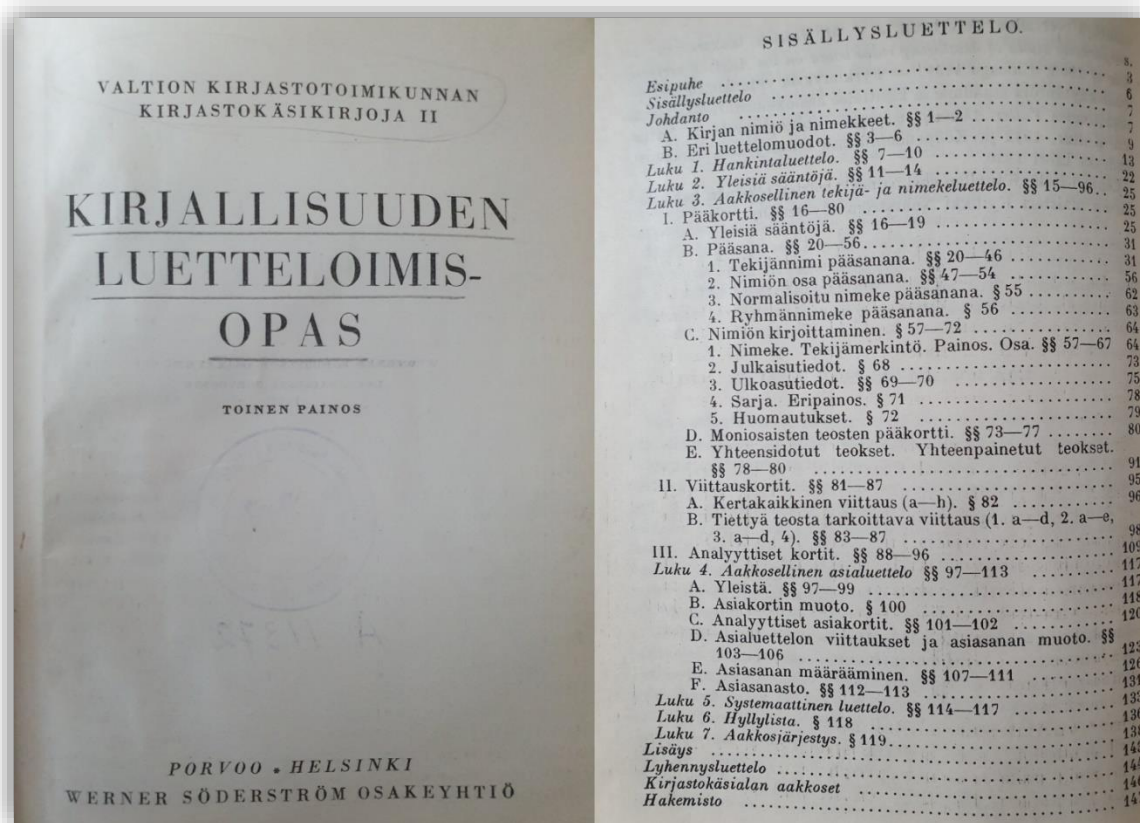 VALTION KIRJASTOTOIMIKUNNAN
KIRJASTOKÄSIKIRJOJA II
KIRJALLISUUDEN
LUETTELOIMIS-
OPAS
TOINEN PAINOS
PORVOO • HELSINKI
WERNER SÖDERSTRÖM OSAKEYHTIÖ
SISÄLLYSLUETTELO.
s.
Esipuhe .......... 3
Sisällysluettelo .......... 6
Johdanto .......... 7
A. Kirjan nimiö ja nimekkeet. §§ 1—2 .......... 7
B. Eri luettelomuodot. §§ 3—6 .......... 9
Luku 1. Hankintaluettelo. §§ 7—10 .......... 13
Luku 2. Yleisiä sääntöjä. §§ 11—14 .......... 22
Luku 3. Aakkosellinen tekijä- ja nimekeluettelo. §§ 15—96.. 25
I. Pääkortti. §§ 16—80 .......... 25
A. Yleisiä sääntöjä. §§ 16—19 .......... 25
B. Pääsana. §§ 20—56.......... 31
1. Tekijännimi pääsanana. §§ 20—46 .......... 31
2. Nimiön osa pääsanana. §§ 47—54 .......... 56
3. Normalisoitu nimeke pääsanana. § 55 .......... 62
4. Ryhmännimeke pääsanana. § 56 .......... 63
C. Nimiön kirjoittaminen. § 57—72 .......... 64
1. Nimeke. Tekijämerkintö. Painos. Osa. §§ 57—67 64
2. Julkaisutiedot. § 68 .......... 73
3. Ulkoasutiedot. §§ 69—70 .......... 75
4. Sarja. Eripainos. § 71 .......... 78
5. Huomautukset. § 72 .......... 79
D. Moniosaisten teosten pääkortti. §§ 73—77 ........ 80
E. Yhteensidotut teokset. Yhteenpainetut teokset.
§§ 78—80 .......... 91
II. Viittauskortit. §§ 81—87 .......... 95
A. Kertakaikkinen viittaus (a—h). § 82 .......... 96
B. Tiettyä teosta tarkoittava viittaus (1. a—d, 2. a—e,
3. a—d, 4). §§ 83—87 .......... 98
III. Analyyttiset kortit. §§ 88—96 .......... 109
Luku 4. Aakkosellinen asialuettelo §§ 97—113 .......... 117
A. Yleistä. §§ 97—99 .......... 117
B. Asiakortin muoto. § 100 .......... 118
C. Analyyttiset asiakortit. §§ 101—102 .......... 120
D. Asialuettelon viittaukset ja asiasanan muoto. §§
103—106 .......... 123
E. Asiasanan määrääminen. §§ 107—111 .......... 126
F. Asiasanasto. §§ 112—113 .......... 131
Luku 5. Systemaattinen luettelo. §§ 114—117 .......... 133
Luku 6. Hyllylista. § 118 ..........
Luku 7. Aakkosjärjestys. § 119..........
Lisäys ..........
Lyhennysluettelo ..........
Kirjastokäsialan aakkoset ..........
Hakemisto ..........